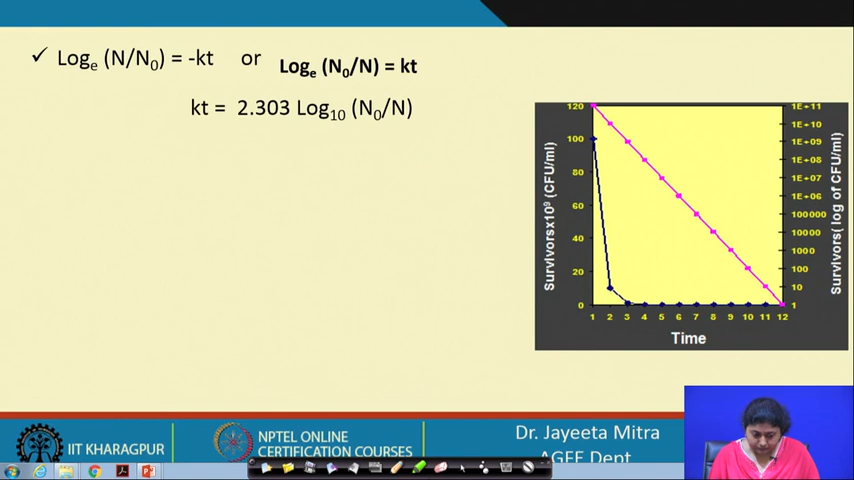 ✓ Logₑ (N/N₀) = -kt or Logₑ (N₀/N) = kt
kt = 2.303 Log₁₀ (N₀/N)
120
100
80
60
40
20
0
Survivorsx10⁹ (CFU/ml)
1E+11
1E+10
1E+09
1E+08
1E+07
1E+06
100000
10000
1000
100
10
1
Survivors( log of CFU/ml)
1 2 3 4 5 6 7 8 9 10 11 12
Time
IIT KHARAGPUR
NPTEL ONLINE
CERTIFICATION COURSES
Dr. Jayeeta Mitra
AGFE Dept